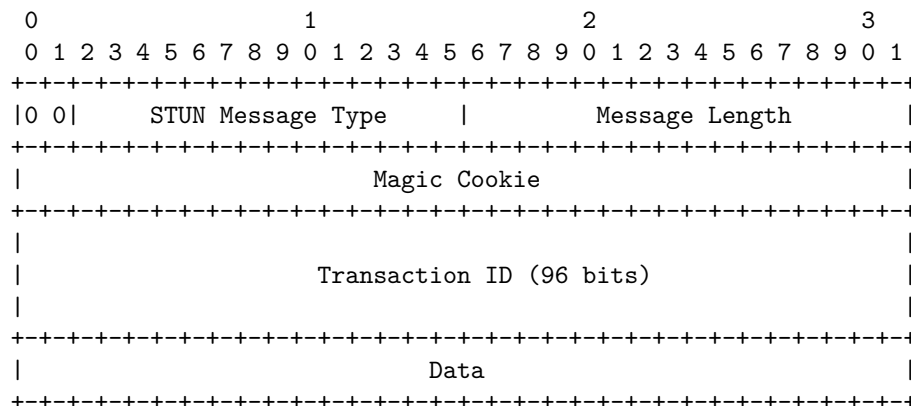 0                   1                   2                   3
0 1 2 3 4 5 6 7 8 9 0 1 2 3 4 5 6 7 8 9 0 1 2 3 4 5 6 7 8 9 0 1
+-+-+-+-+-+-+-+-+-+-+-+-+-+-+-+-+-+-+-+-+-+-+-+-+-+-+-+-+-+-+-+-+
|0 0|     STUN Message Type     |         Message Length        |
+-+-+-+-+-+-+-+-+-+-+-+-+-+-+-+-+-+-+-+-+-+-+-+-+-+-+-+-+-+-+-+-+
|                         Magic Cookie                          |
+-+-+-+-+-+-+-+-+-+-+-+-+-+-+-+-+-+-+-+-+-+-+-+-+-+-+-+-+-+-+-+-+
|                                                               |
|                     Transaction ID (96 bits)                  |
|                                                               |
+-+-+-+-+-+-+-+-+-+-+-+-+-+-+-+-+-+-+-+-+-+-+-+-+-+-+-+-+-+-+-+-+
|                             Data                              |
+-+-+-+-+-+-+-+-+-+-+-+-+-+-+-+-+-+-+-+-+-+-+-+-+-+-+-+-+-+-+-+-+